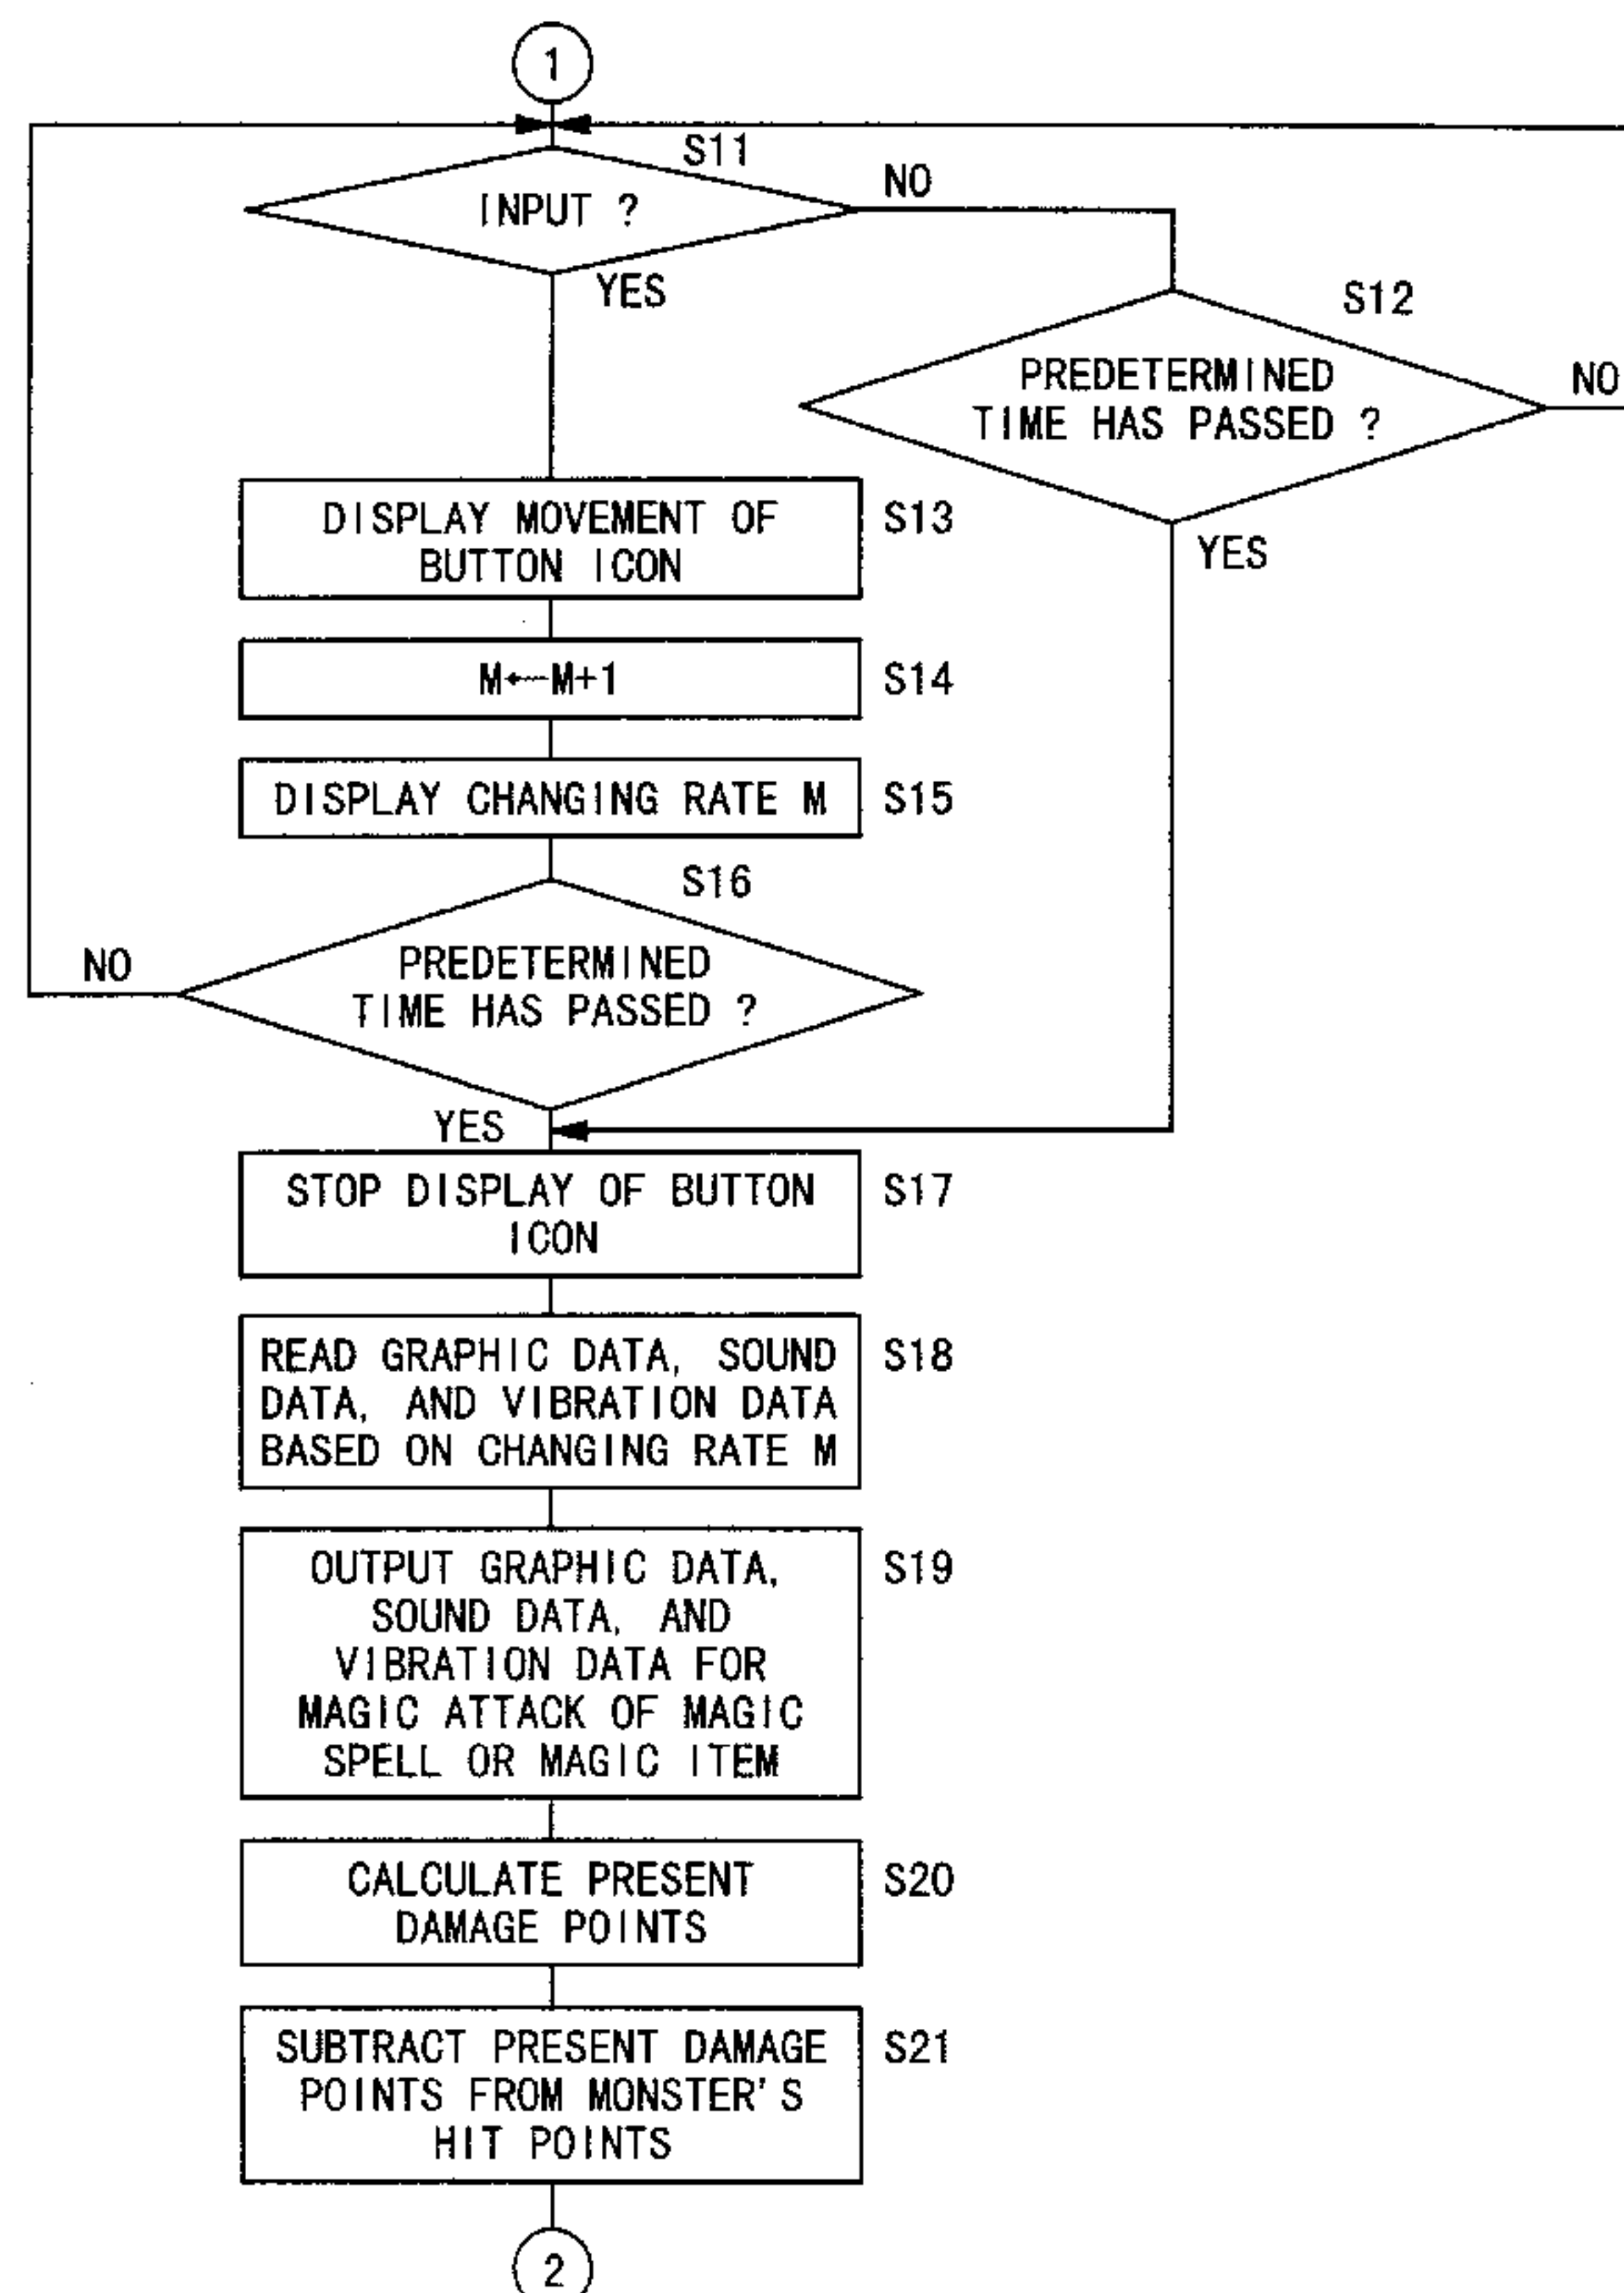 1
S11
NO
INPUT ?
YES
S12
PREDETERMINED
TIME HAS PASSED ?
NO
YES
DISPLAY MOVEMENT OF
BUTTON ICON
S13
M←M+1
S14
DISPLAY CHANGING RATE M
S15
S16
NO
PREDETERMINED
TIME HAS PASSED ?
YES
STOP DISPLAY OF BUTTON
ICON
S17
READ GRAPHIC DATA, SOUND
DATA, AND VIBRATION DATA
BASED ON CHANGING RATE M
S18
OUTPUT GRAPHIC DATA,
SOUND DATA, AND
VIBRATION DATA FOR
MAGIC ATTACK OF MAGIC
SPELL OR MAGIC ITEM
S19
CALCULATE PRESENT
DAMAGE POINTS
S20
SUBTRACT PRESENT DAMAGE
POINTS FROM MONSTER'S
HIT POINTS
S21
2